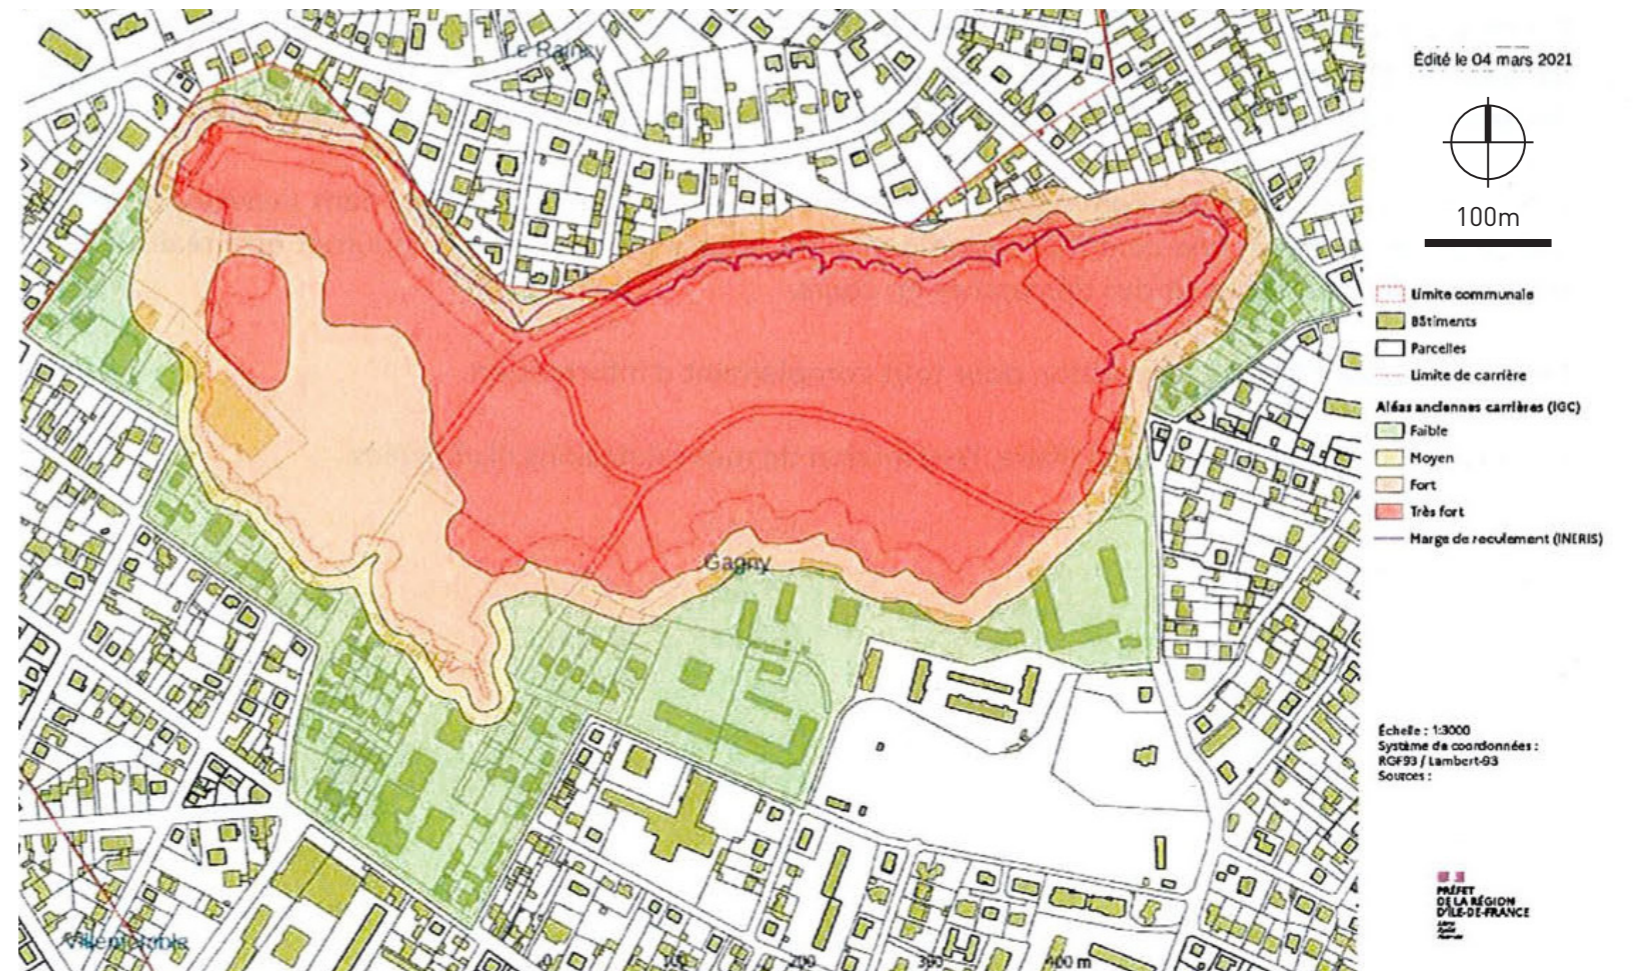 Le Raincy
Gagny
Villemomble
0 100 200 300 400 m
Édité le 04 mars 2021
100m
Limite communale
Bâtiments
Parcelles
Limite de carrière
Aléas anciennes carrières (IGC)
Faible
Moyen
Fort
Très fort
Marge de reculement (INERIS)
Échelle : 1:3000
Système de coordonnées :
RGF93 / Lambert-93
Sources :
PRÉFET
DE LA RÉGION
D'ÎLE-DE-FRANCE